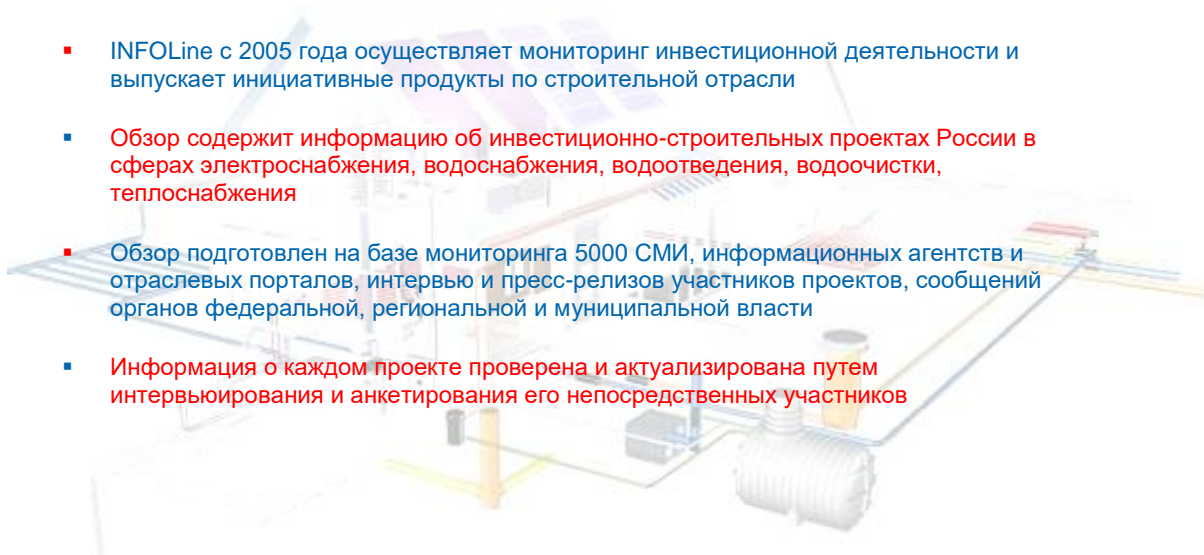 ▪ INFOLine с 2005 года осуществляет мониторинг инвестиционной деятельности и
выпускает инициативные продукты по строительной отрасли
▪ Обзор содержит информацию об инвестиционно-строительных проектах России в
сферах электроснабжения, водоснабжения, водоотведения, водоочистки,
теплоснабжения
▪ Обзор подготовлен на базе мониторинга 5000 СМИ, информационных агентств и
отраслевых порталов, интервью и пресс-релизов участников проектов, сообщений
органов федеральной, региональной и муниципальной власти
▪ Информация о каждом проекте проверена и актуализирована путем
интервьюирования и анкетирования его непосредственных участников